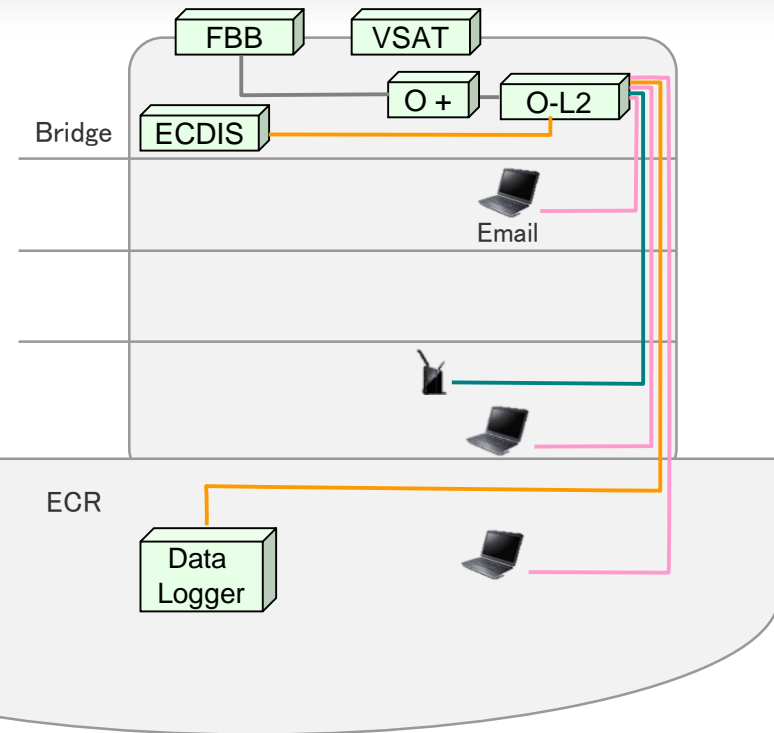 FBB
VSAT
O +
O-L2
Bridge
ECDIS
Email
ECR
Data
Logger